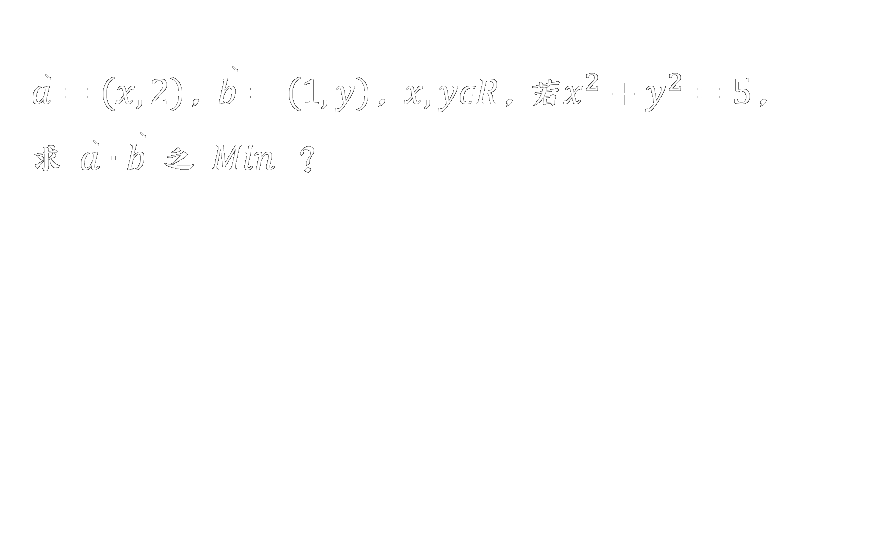 a⃗ = (x, 2), b⃗ = (1, y), x, y∈R, 若x² + y² = 5,
求 a⃗ · b⃗ 之 Min ?